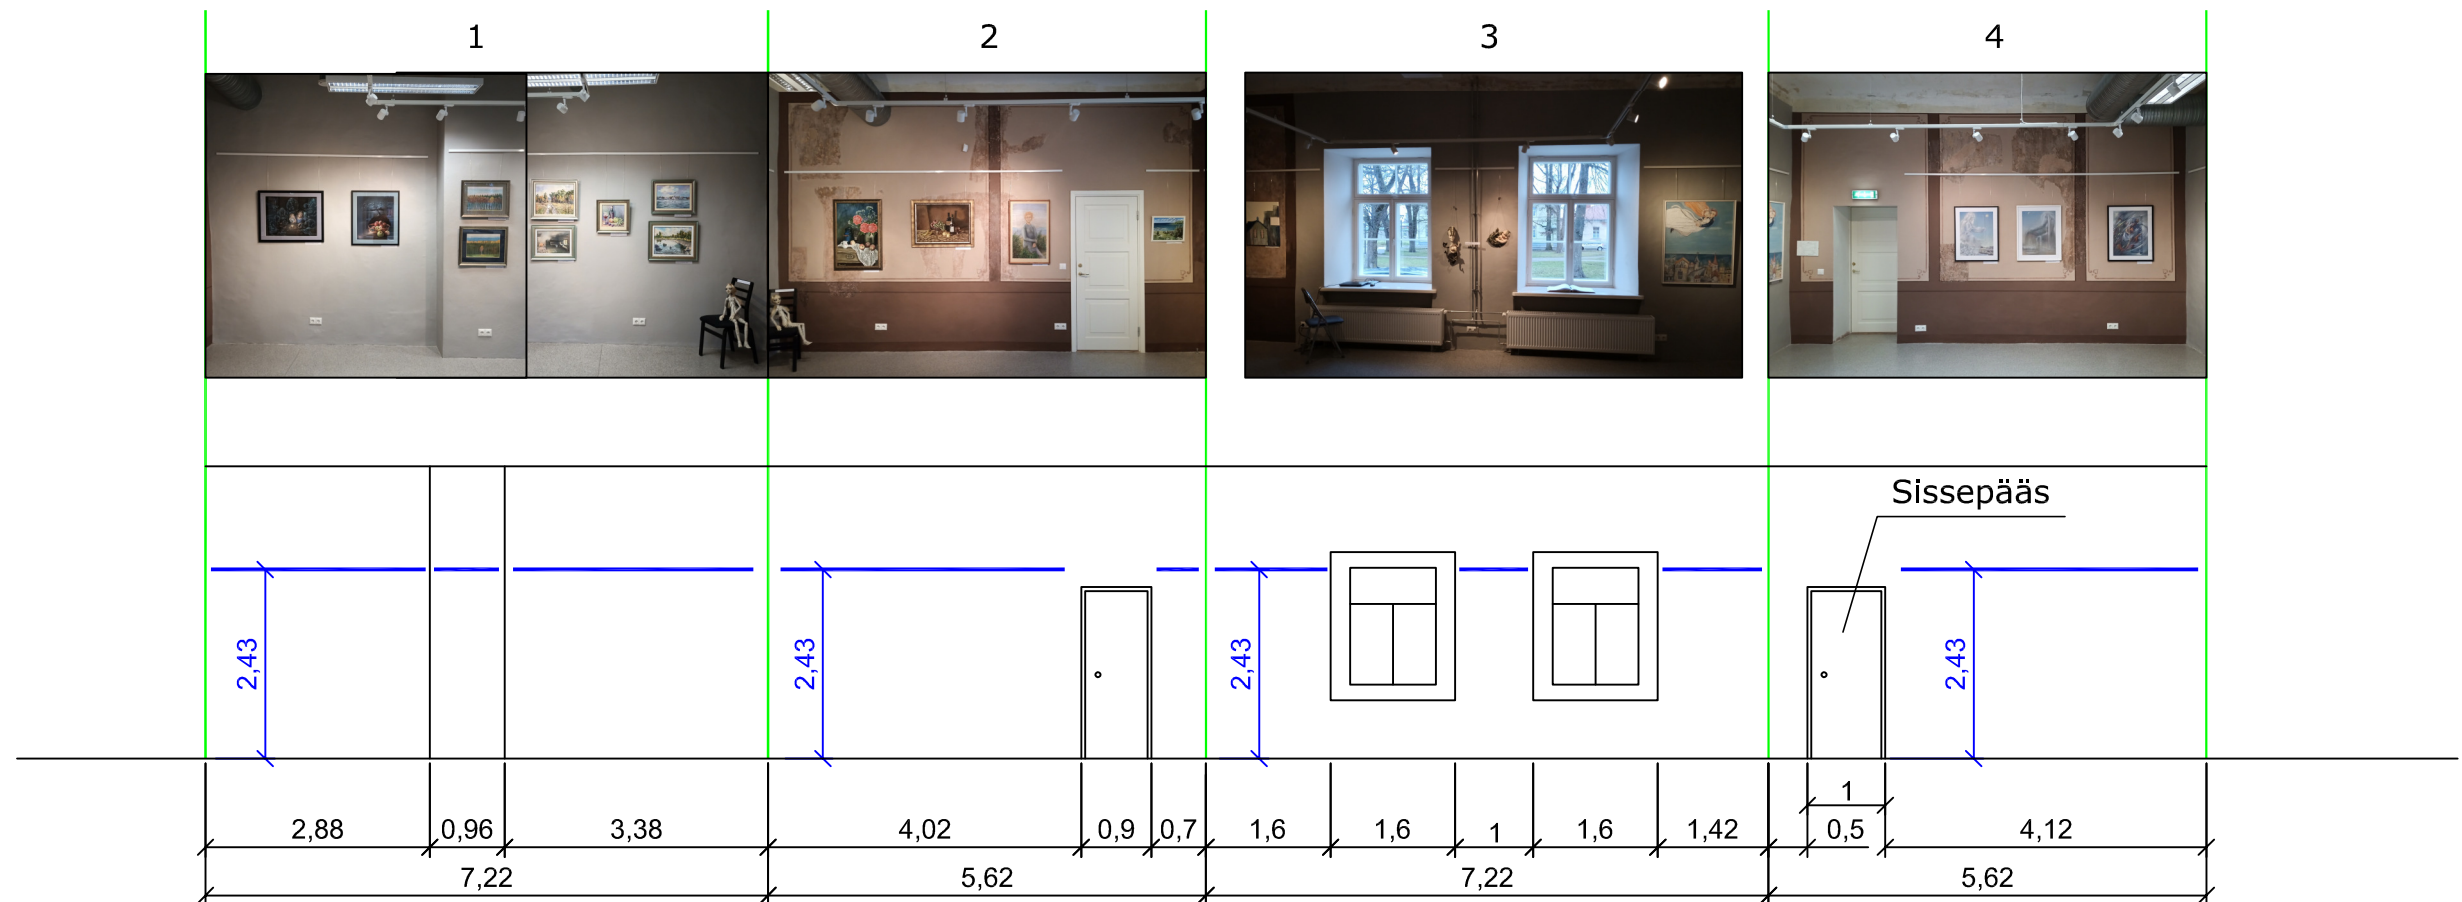 1 2 3 4
Sissepääs
2,43 2,43 2,43 2,43
1
2,88 0,96 3,38 4,02 0,9 0,7 1,6 1,6 1 1,6 1,42 0,5 4,12
7,22 5,62 7,22 5,62